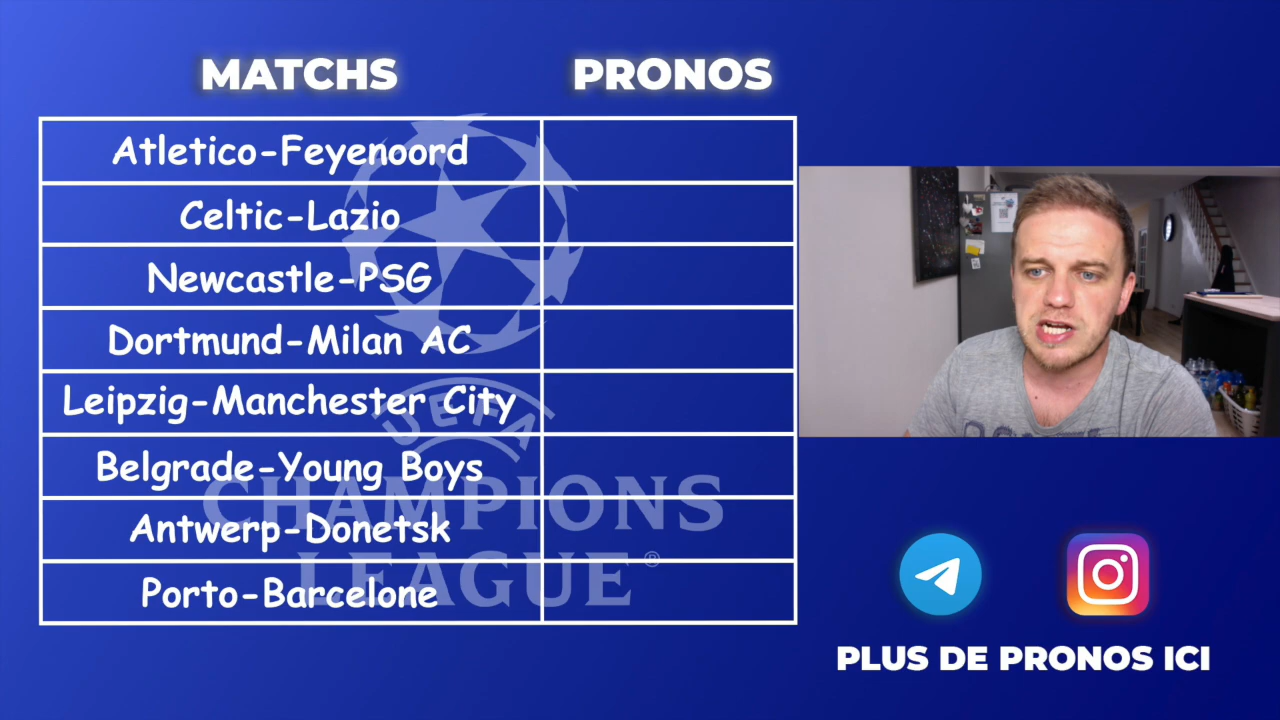 MATCHS
PRONOS
Atletico-Feyenoord
Celtic-Lazio
Newcastle-PSG
Dortmund-Milan AC
Leipzig-Manchester City
Belgrade-Young Boys
Antwerp-Donetsk
Porto-Barcelone
UEFA
CHAMPIONS
LEAGUE®
PLUS DE PRONOS ICI